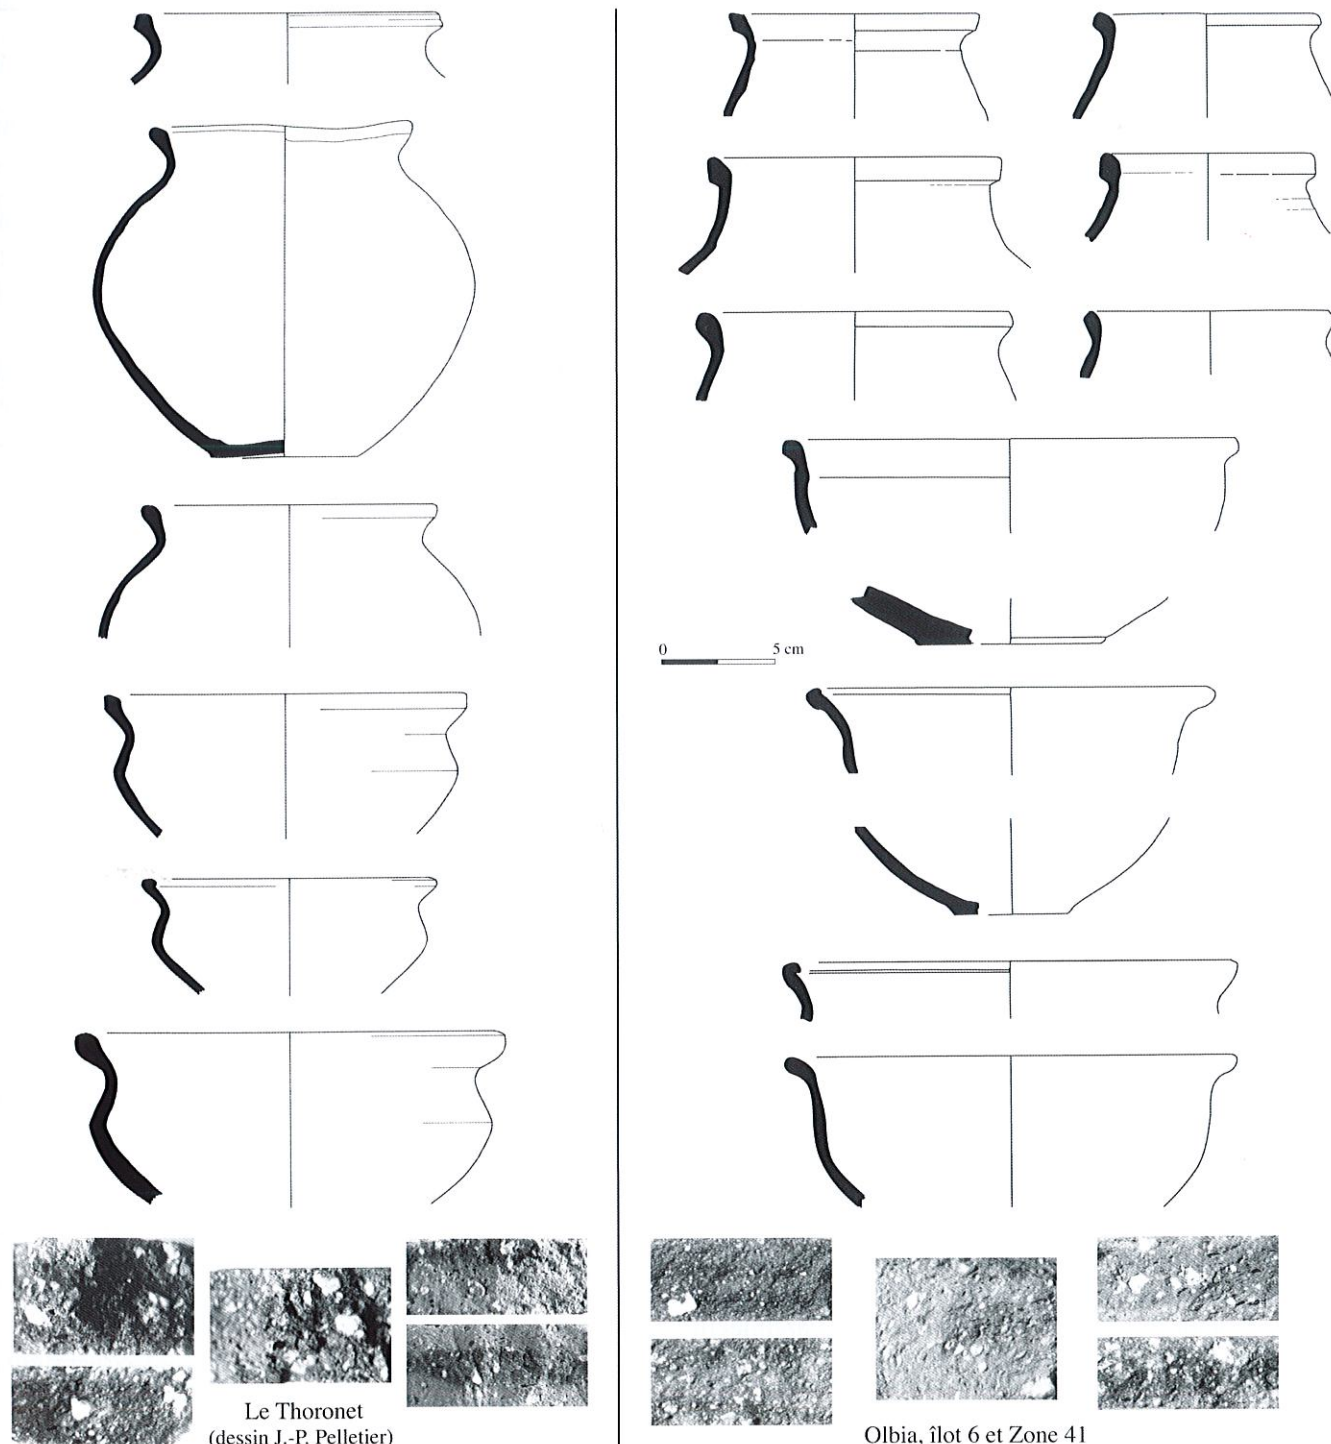 0 5 cm
Le Thoronet
(dessin J.-P. Pelletier)
Olbia, îlot 6 et Zone 41